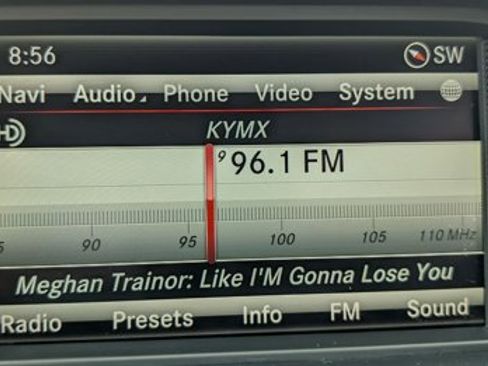 8:56 SW
Navi Audio Phone Video System
KYMX
9 96.1 FM
90 95 100 105 110 MHz
Meghan Trainor: Like I'M Gonna Lose You
Radio Presets Info FM Sound